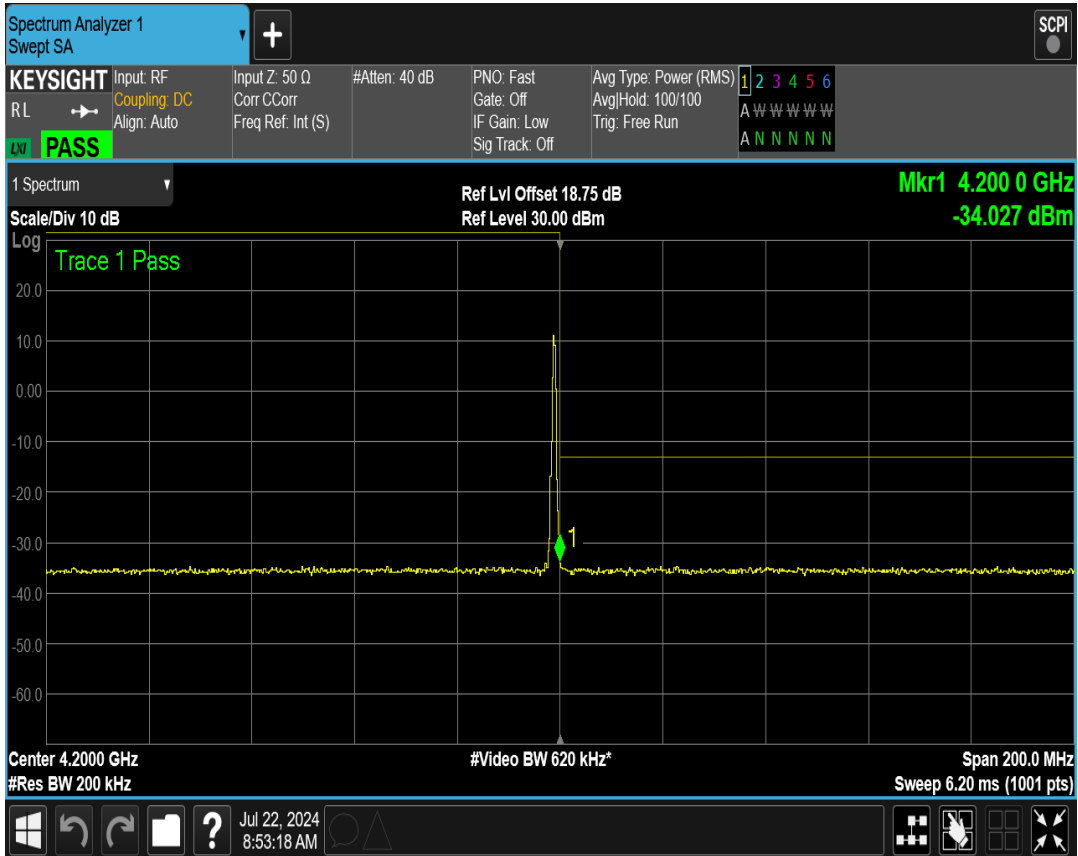 Spectrum Analyzer 1
Swept SA
+
SCPI
KEYSIGHT
RL
LXI PASS
Input: RF
Coupling: DC
Align: Auto
Input Z: 50 Ω
Corr CCorr
Freq Ref: Int (S)
#Atten: 40 dB
PNO: Fast
Gate: Off
IF Gain: Low
Sig Track: Off
Avg Type: Power (RMS)
Avg|Hold: 100/100
Trig: Free Run
1 2 3 4 5 6
A W W W W W
A N N N N N
1 Spectrum
Scale/Div 10 dB
Ref Lvl Offset 18.75 dB
Ref Level 30.00 dBm
Mkr1 4.200 0 GHz
-34.027 dBm
Log
Trace 1 Pass
20.0
10.0
0.00
-10.0
-20.0
-30.0
1
-40.0
-50.0
-60.0
Center 4.2000 GHz
#Video BW 620 kHz*
Span 200.0 MHz
#Res BW 200 kHz
Sweep 6.20 ms (1001 pts)
?
Jul 22, 2024
8:53:18 AM